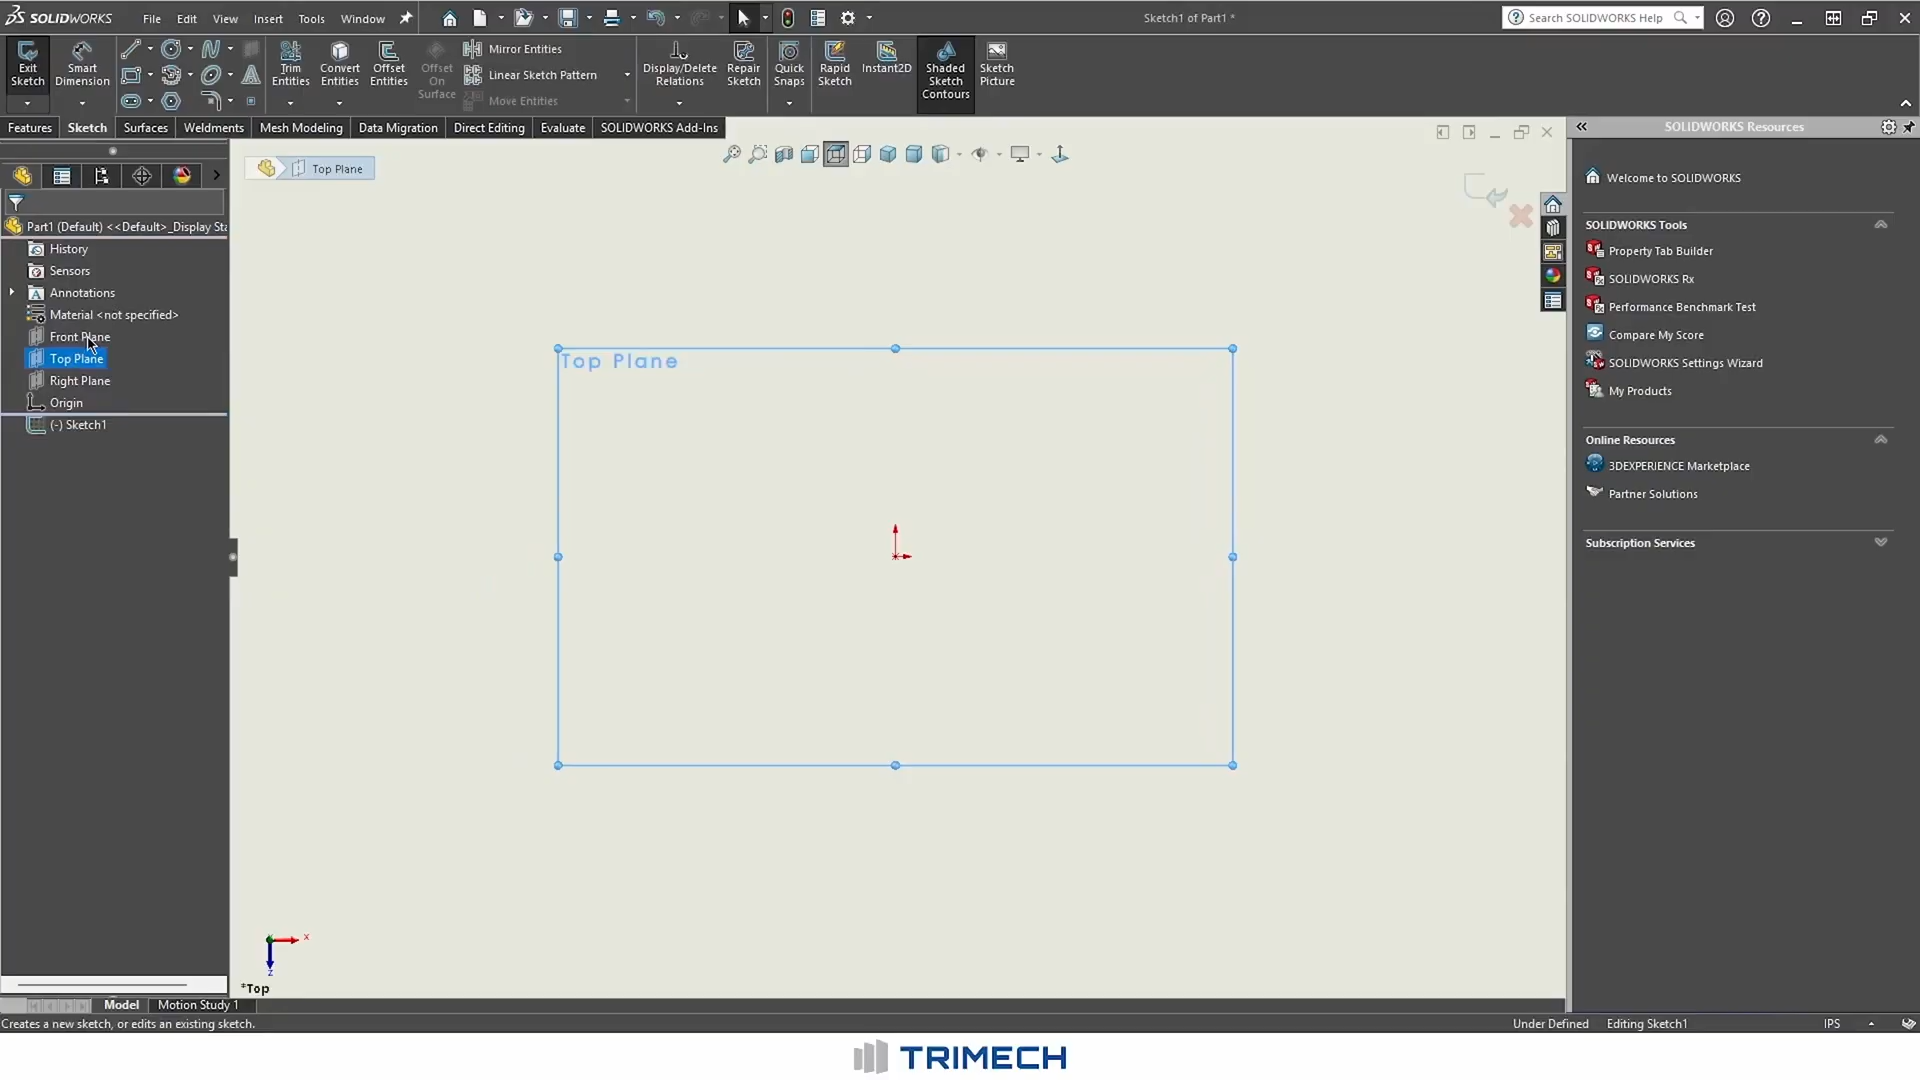 SOLIDWORKS File Edit View Insert Tools Window
Sketch1 of Part1 *
Search SOLIDWORKS Help
Exit Sketch
Smart Dimension
Trim Entities
Convert Entities
Offset Entities
Offset On Surface
Mirror Entities
Linear Sketch Pattern
Move Entities
Display/Delete Relations
Repair Sketch
Quick Snaps
Rapid Sketch
Instant2D
Shaded Sketch Contours
Sketch Picture
Features Sketch Surfaces Weldments Mesh Modeling Data Migration Direct Editing Evaluate SOLIDWORKS Add-Ins
Part1 (Default) <<Default>_Display Sta
History
Sensors
Annotations
Material <not specified>
Front Plane
Top Plane
Right Plane
Origin
(-) Sketch1
Top Plane
Top Plane
x
z
*Top
SOLIDWORKS Resources
Welcome to SOLIDWORKS
SOLIDWORKS Tools
Property Tab Builder
SOLIDWORKS Rx
Performance Benchmark Test
Compare My Score
SOLIDWORKS Settings Wizard
My Products
Online Resources
3DEXPERIENCE Marketplace
Partner Solutions
Subscription Services
Model Motion Study 1
Creates a new sketch, or edits an existing sketch.
Under Defined Editing Sketch1 IPS
TRIMECH